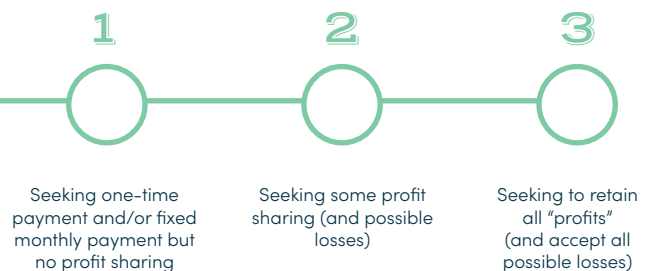 1
2
3
Seeking one-time
payment and/or fixed
monthly payment but
no profit sharing
Seeking some profit
sharing (and possible
losses)
Seeking to retain
all “profits”
(and accept all
possible losses)